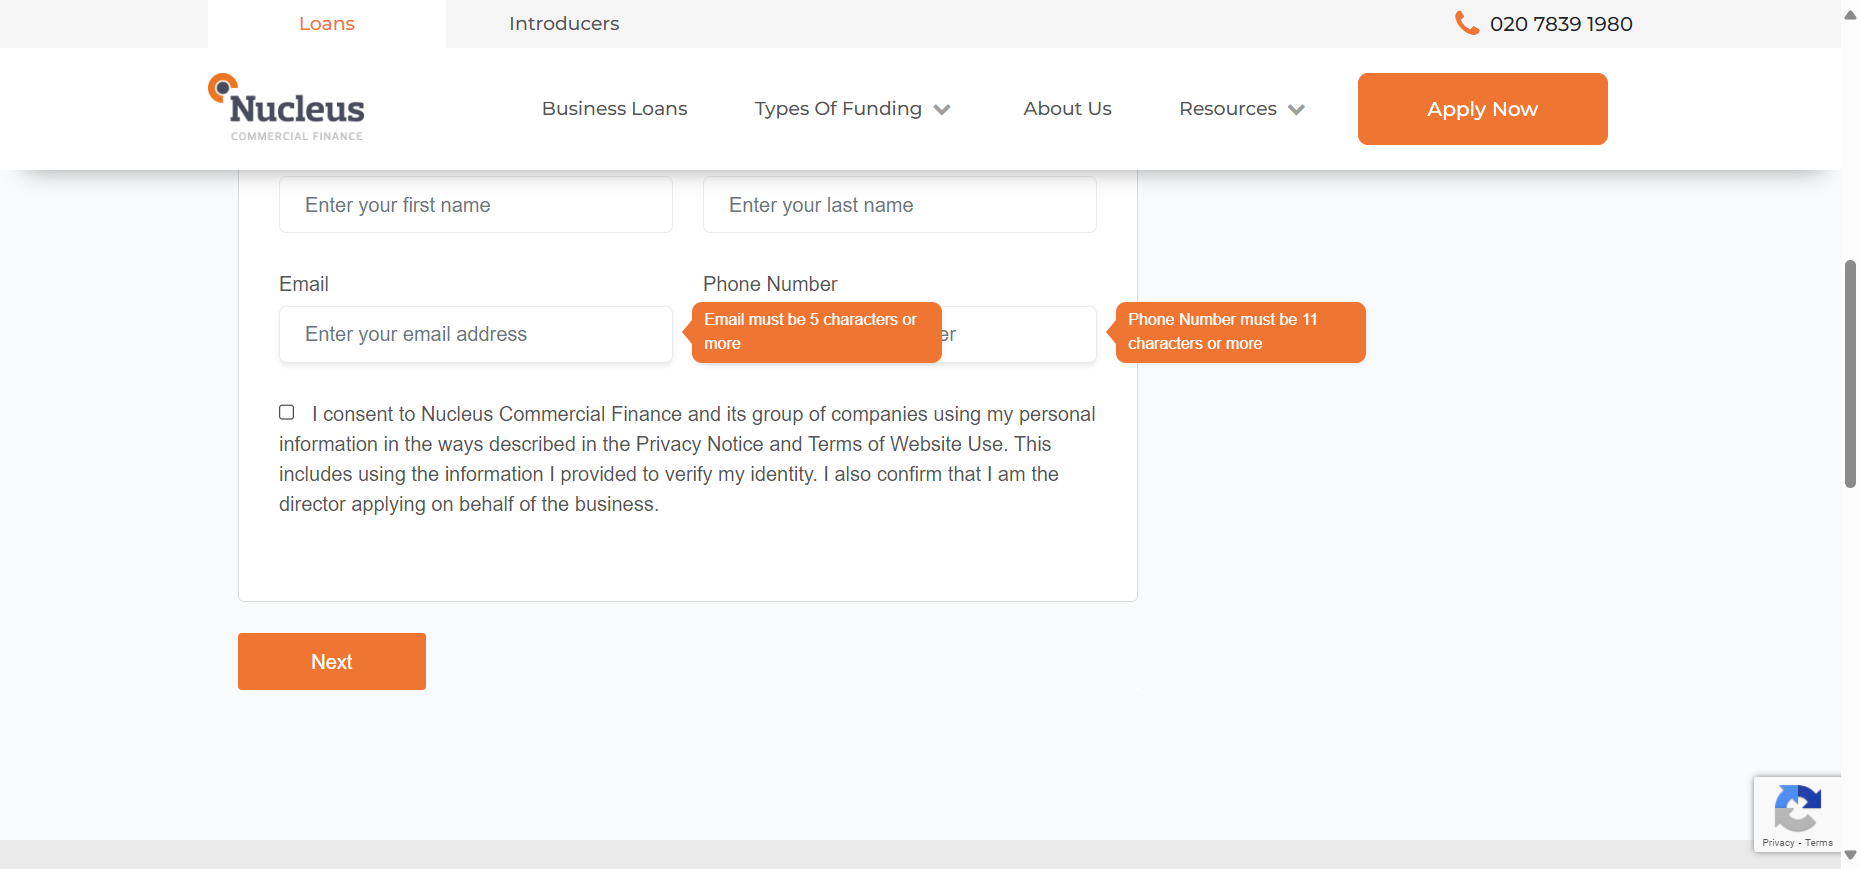 Loans
Introducers
020 7839 1980
Nucleus
COMMERCIAL FINANCE
Business Loans
Types Of Funding
About Us
Resources
Apply Now
Enter your first name
Enter your last name
Email
Phone Number
Enter your email address
Email must be 5 characters or
more
er
Phone Number must be 11
characters or more
I consent to Nucleus Commercial Finance and its group of companies using my personal
information in the ways described in the Privacy Notice and Terms of Website Use. This
includes using the information I provided to verify my identity. I also confirm that I am the
director applying on behalf of the business.
Next
Privacy - Terms